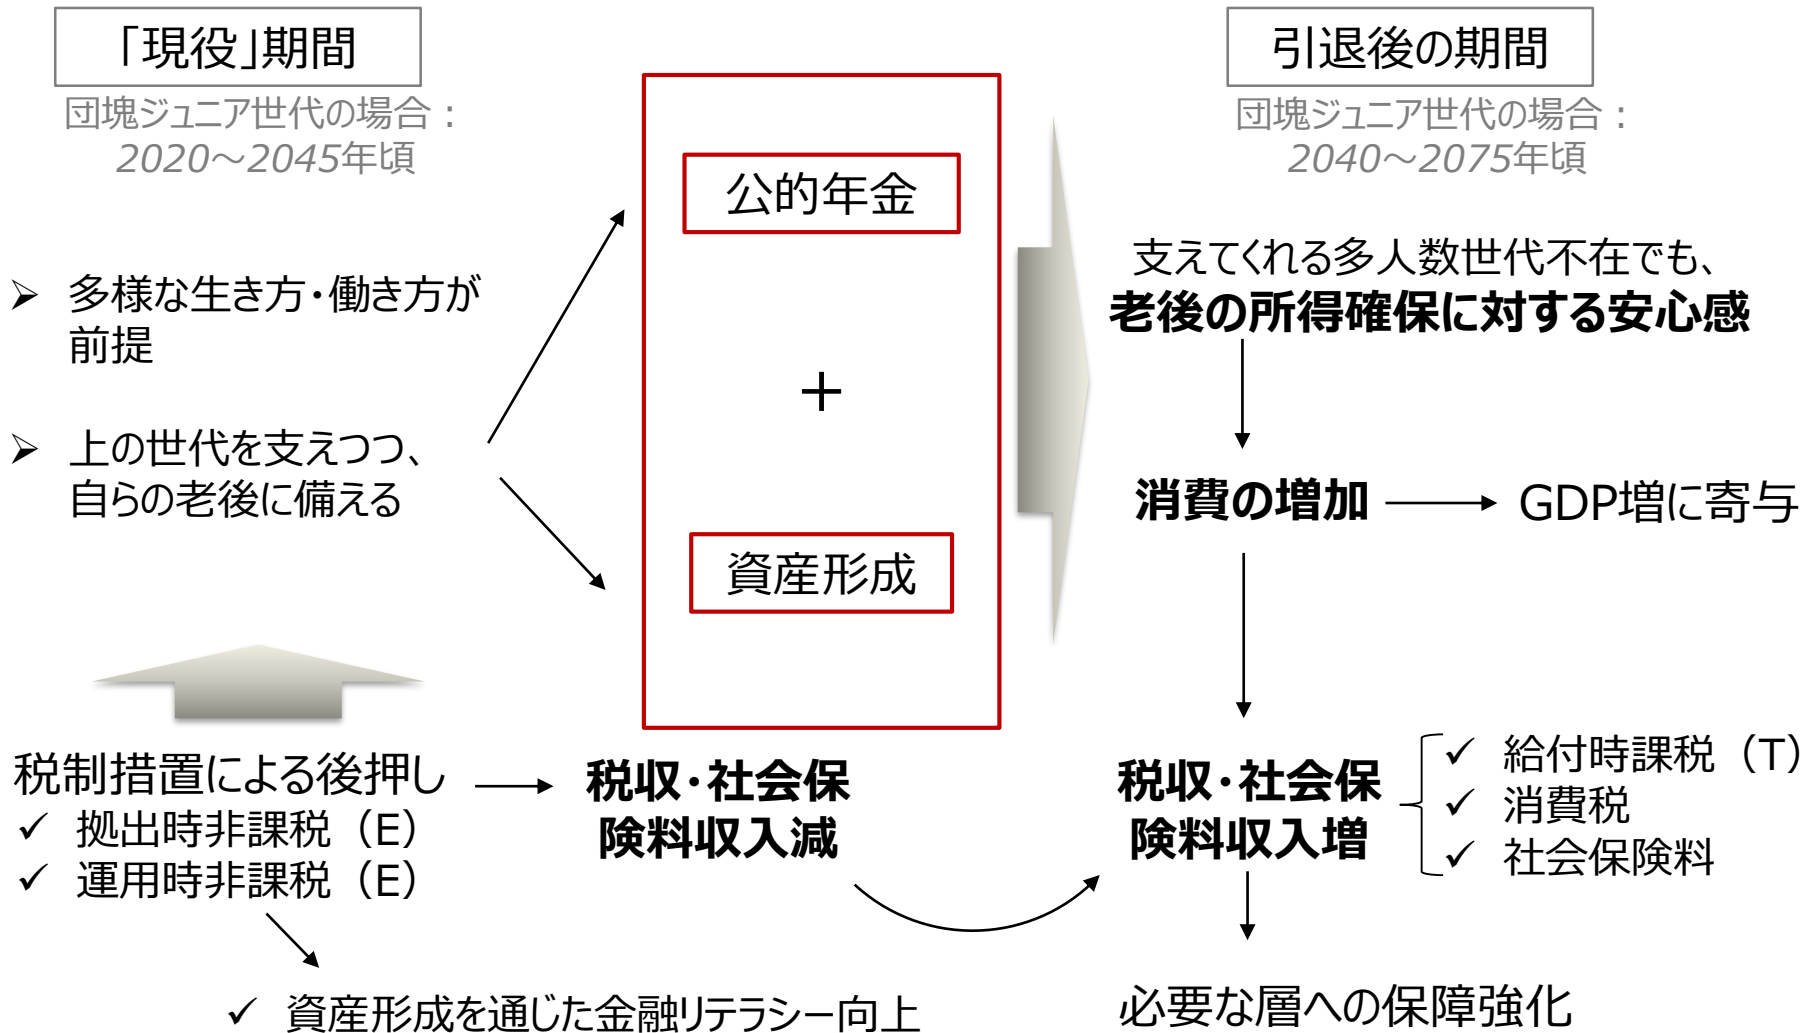 「現役」期間
団塊ジュニア世代の場合：
2020～2045年頃
➢ 多様な生き方・働き方が
前提
➢ 上の世代を支えつつ、
自らの老後に備える
税制措置による後押し
✓ 拠出時非課税（E）
✓ 運用時非課税（E）
公的年金
＋
資産形成
税収・社会保
険料収入減
✓ 資産形成を通じた金融リテラシー向上
引退後の期間
団塊ジュニア世代の場合：
2040～2075年頃
支えてくれる多人数世代不在でも、
老後の所得確保に対する安心感
消費の増加
GDP増に寄与
税収・社会保
険料収入増
✓ 給付時課税（T）
✓ 消費税
✓ 社会保険料
必要な層への保障強化